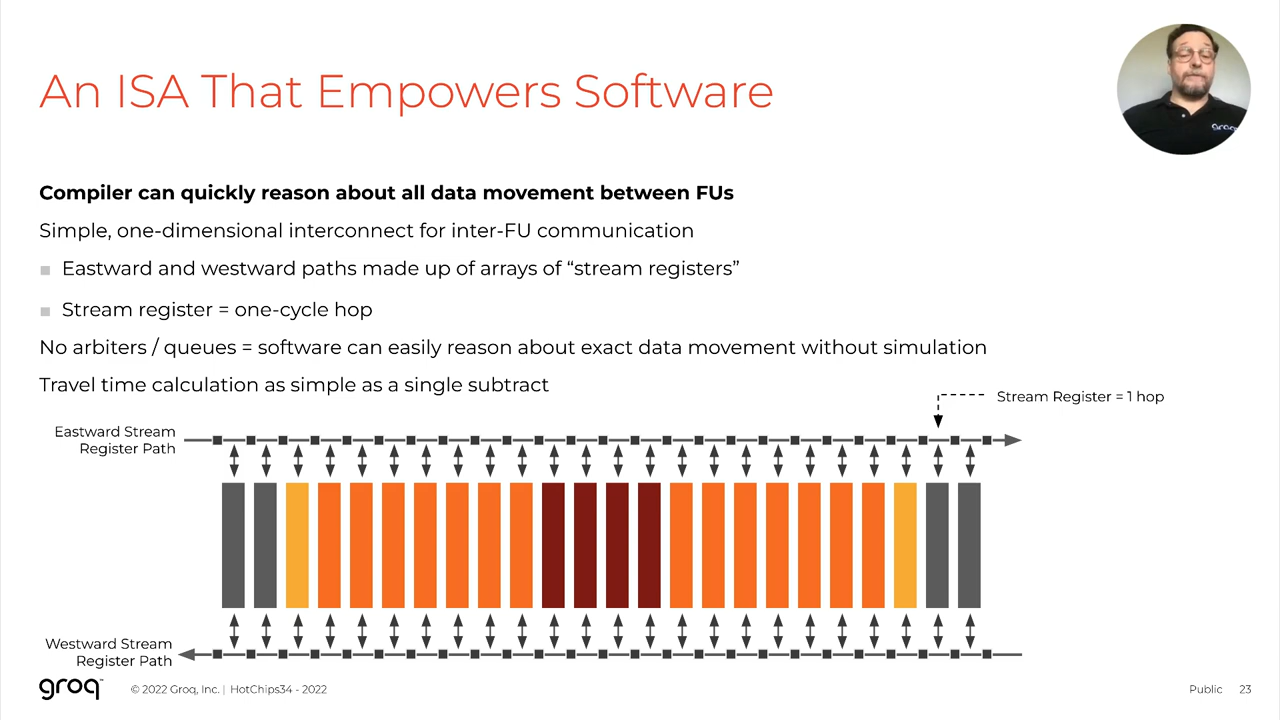 An ISA That Empowers Software
groq
Compiler can quickly reason about all data movement between FUs
Simple, one-dimensional interconnect for inter-FU communication
Eastward and westward paths made up of arrays of “stream registers”
Stream register = one-cycle hop
No arbiters / queues = software can easily reason about exact data movement without simulation
Travel time calculation as simple as a single subtract
Stream Register = 1 hop
Eastward Stream
Register Path
Westward Stream
Register Path
groq™
© 2022 Groq, Inc. | HotChips34 - 2022
Public 23